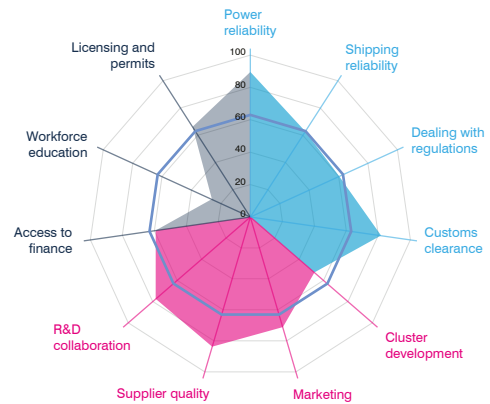 Power
reliability
Shipping
reliability
Dealing with
regulations
Customs
clearance
Cluster
development
Marketing
Supplier quality
R&D
collaboration
Access to
finance
Workforce
education
Licensing and
permits
100
80
60
40
20
0